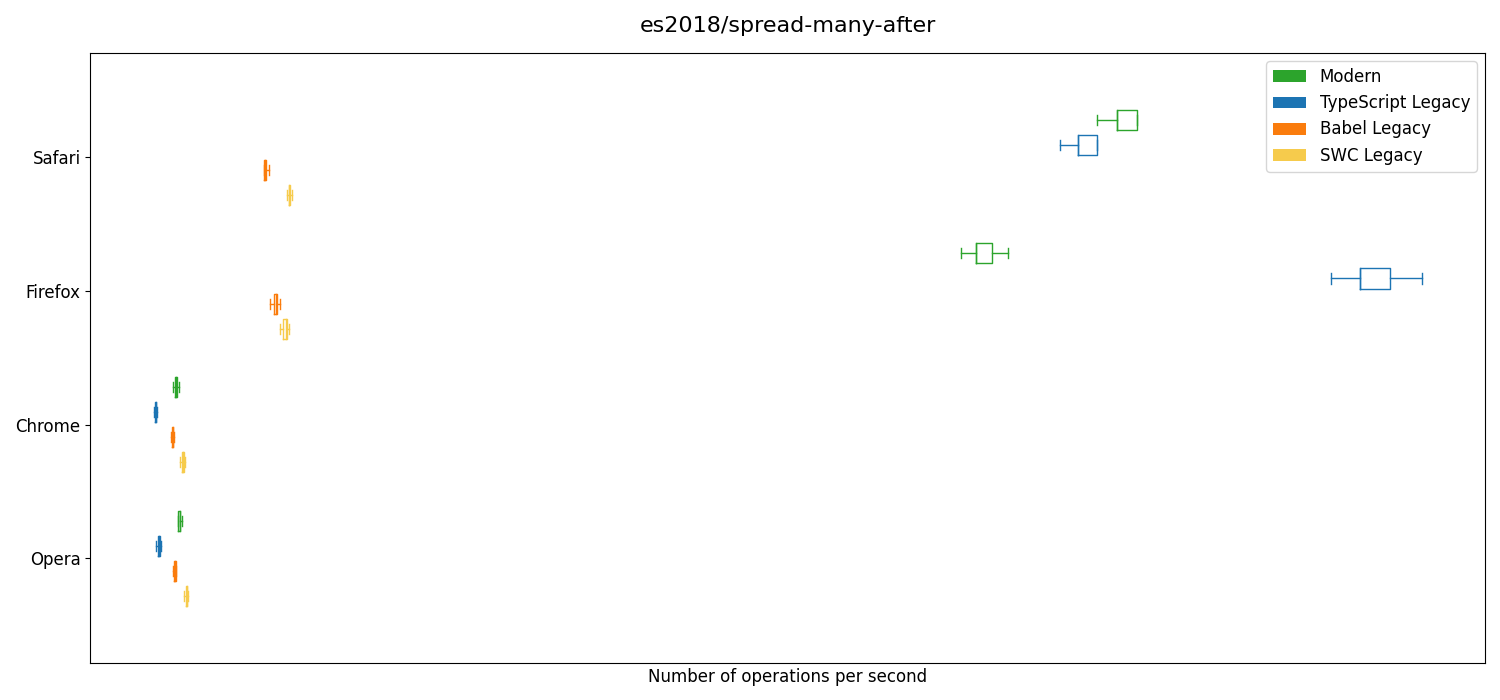 es2018/spread-many-after
Modern
TypeScript Legacy
Babel Legacy
SWC Legacy
Safari
Firefox
Chrome
Opera
Number of operations per second